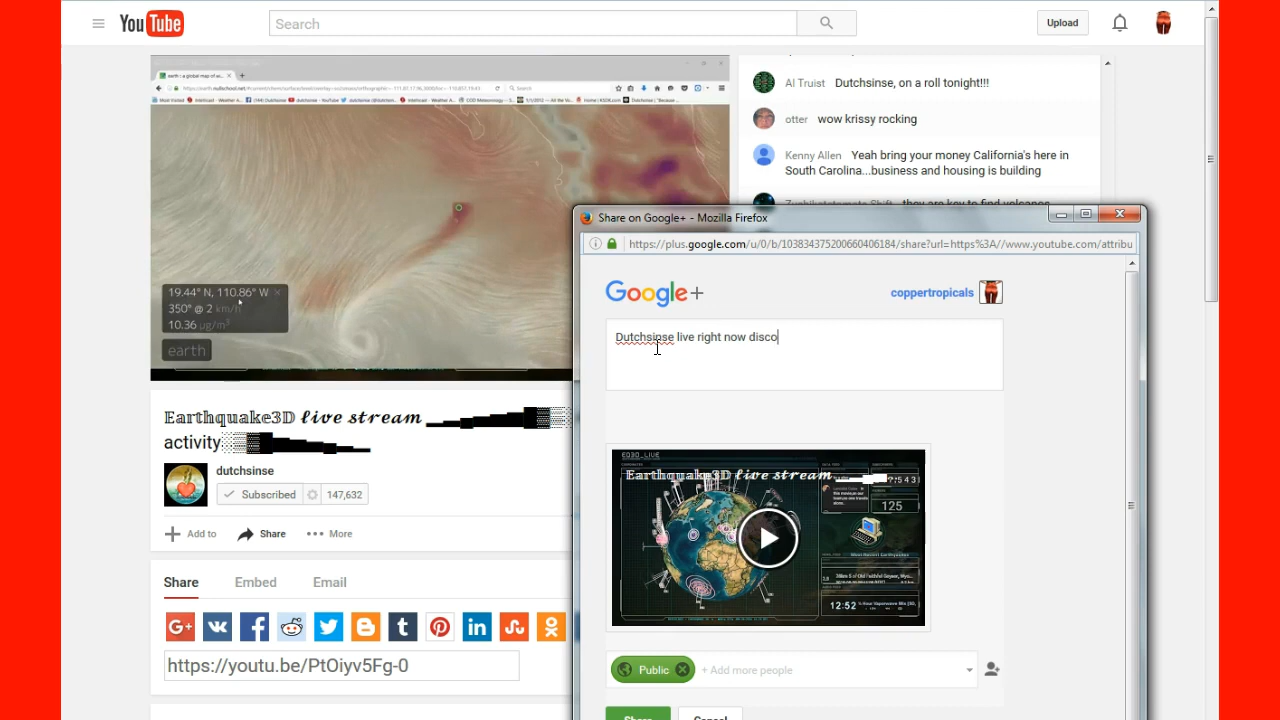 YouTube
Search
Upload
Al Truist Dutchsinse, on a roll tonight!!!
otter wow krissy rocking
Kenny Allen Yeah bring your money California's here in
South Carolina...business and housing is building
Share on Google+ - Mozilla Firefox
https://plus.google.com/u/0/b/103834375200660406184/share?url=https%3A//www.youtube.com/attribu
Google+
coppertropicals
Dutchsinse live right now disco
19.44° N, 110.86° W ×
350° @ 2 km/h
10.36 ug/m³
earth
Earthquake3D live stream
activity
dutchsinse
Subscribed 147,632
Add to Share More
Share Embed Email
https://youtu.be/PtOiyv5Fg-0
EQ3D_LIVE
Earthquake3D live stream
125
12:52
Public + Add more people
Share Cancel